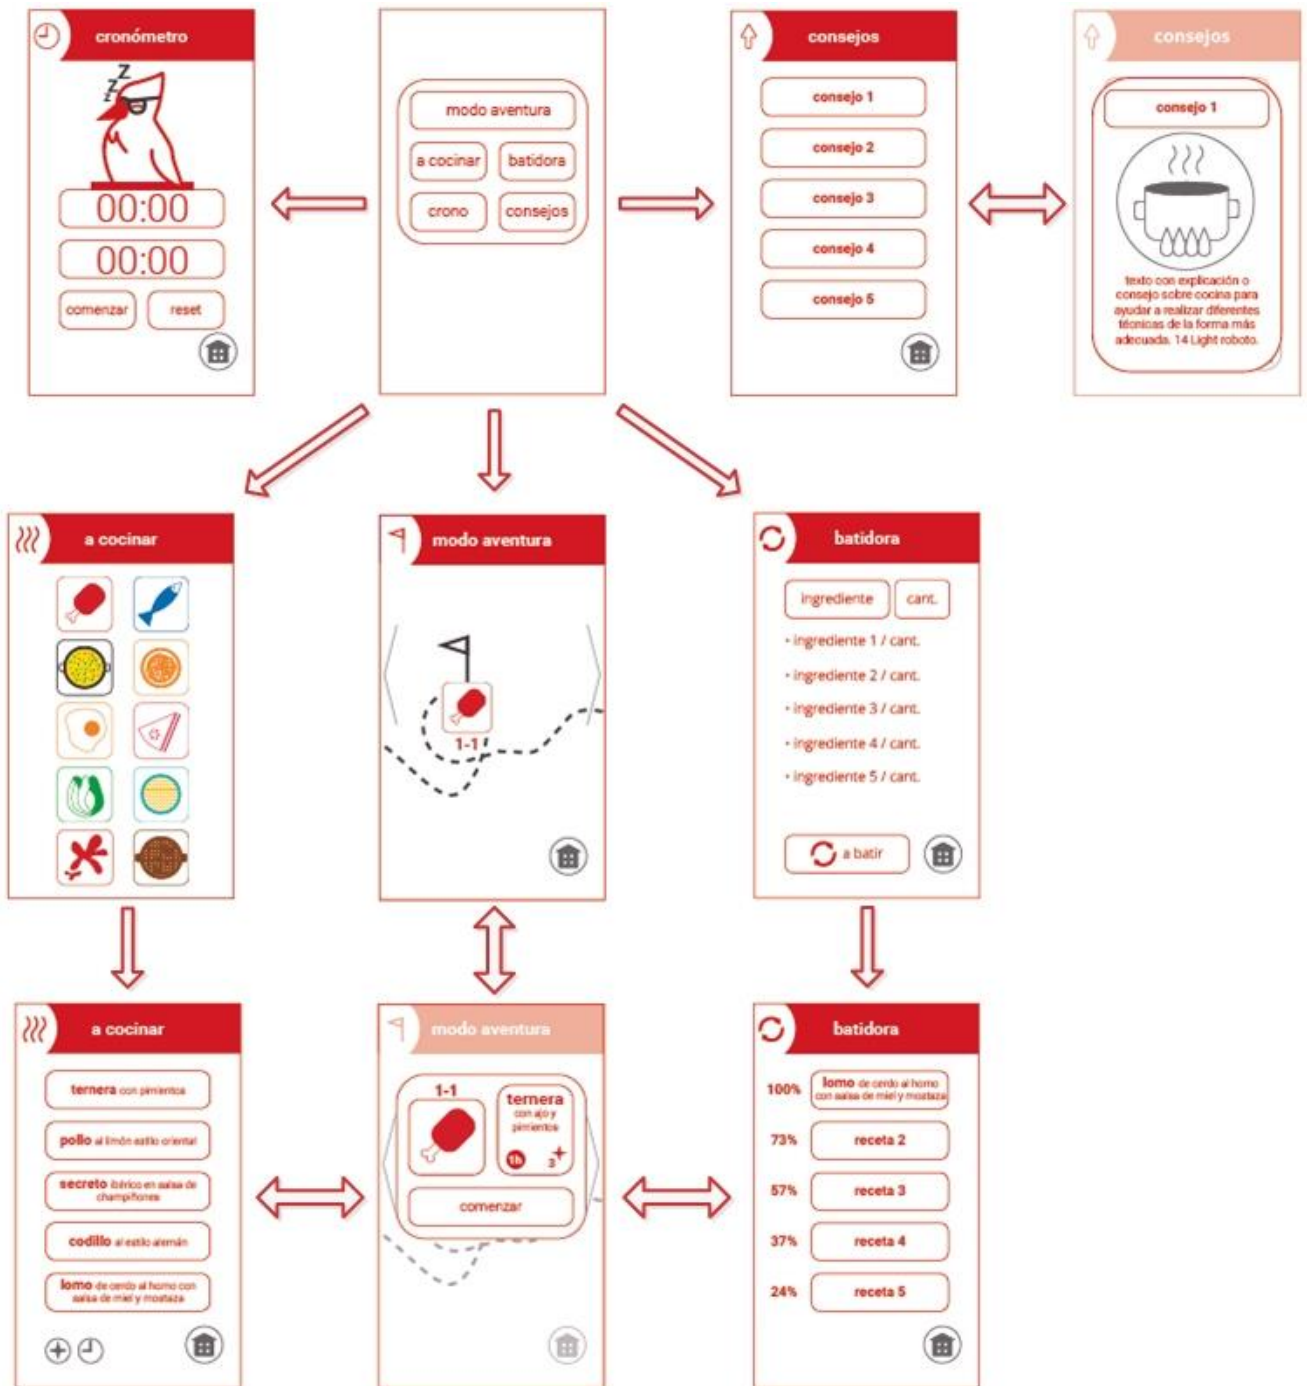 cronómetro
z
z
z
00:00
00:00
comenzar
reset
modo aventura
a cocinar
batidora
crono
consejos
consejos
consejo 1
consejo 2
consejo 3
consejo 4
consejo 5
consejos
consejo 1
texto con explicación o
consejo sobre cocina para
ayudar a realizar diferentes
técnicas de la forma más
adecuada. 14 Light roboto.
a cocinar
modo aventura
1-1
batidora
ingrediente
cant.
• ingrediente 1 / cant.
• ingrediente 2 / cant.
• ingrediente 3 / cant.
• ingrediente 4 / cant.
• ingrediente 5 / cant.
a batir
a cocinar
ternera con pimientos
pollo al limón estilo oriental
secreto ibérico en salsa de
champiñones
codillo al estilo alemán
lomo de cerdo al horno con
salsa de miel y mostaza
modo aventura
1-1
ternera
con ajo y
pimientos
1h
3
comenzar
batidora
100%
lomo de cerdo al horno
con salsa de miel y mostaza
73%
receta 2
57%
receta 3
37%
receta 4
24%
receta 5